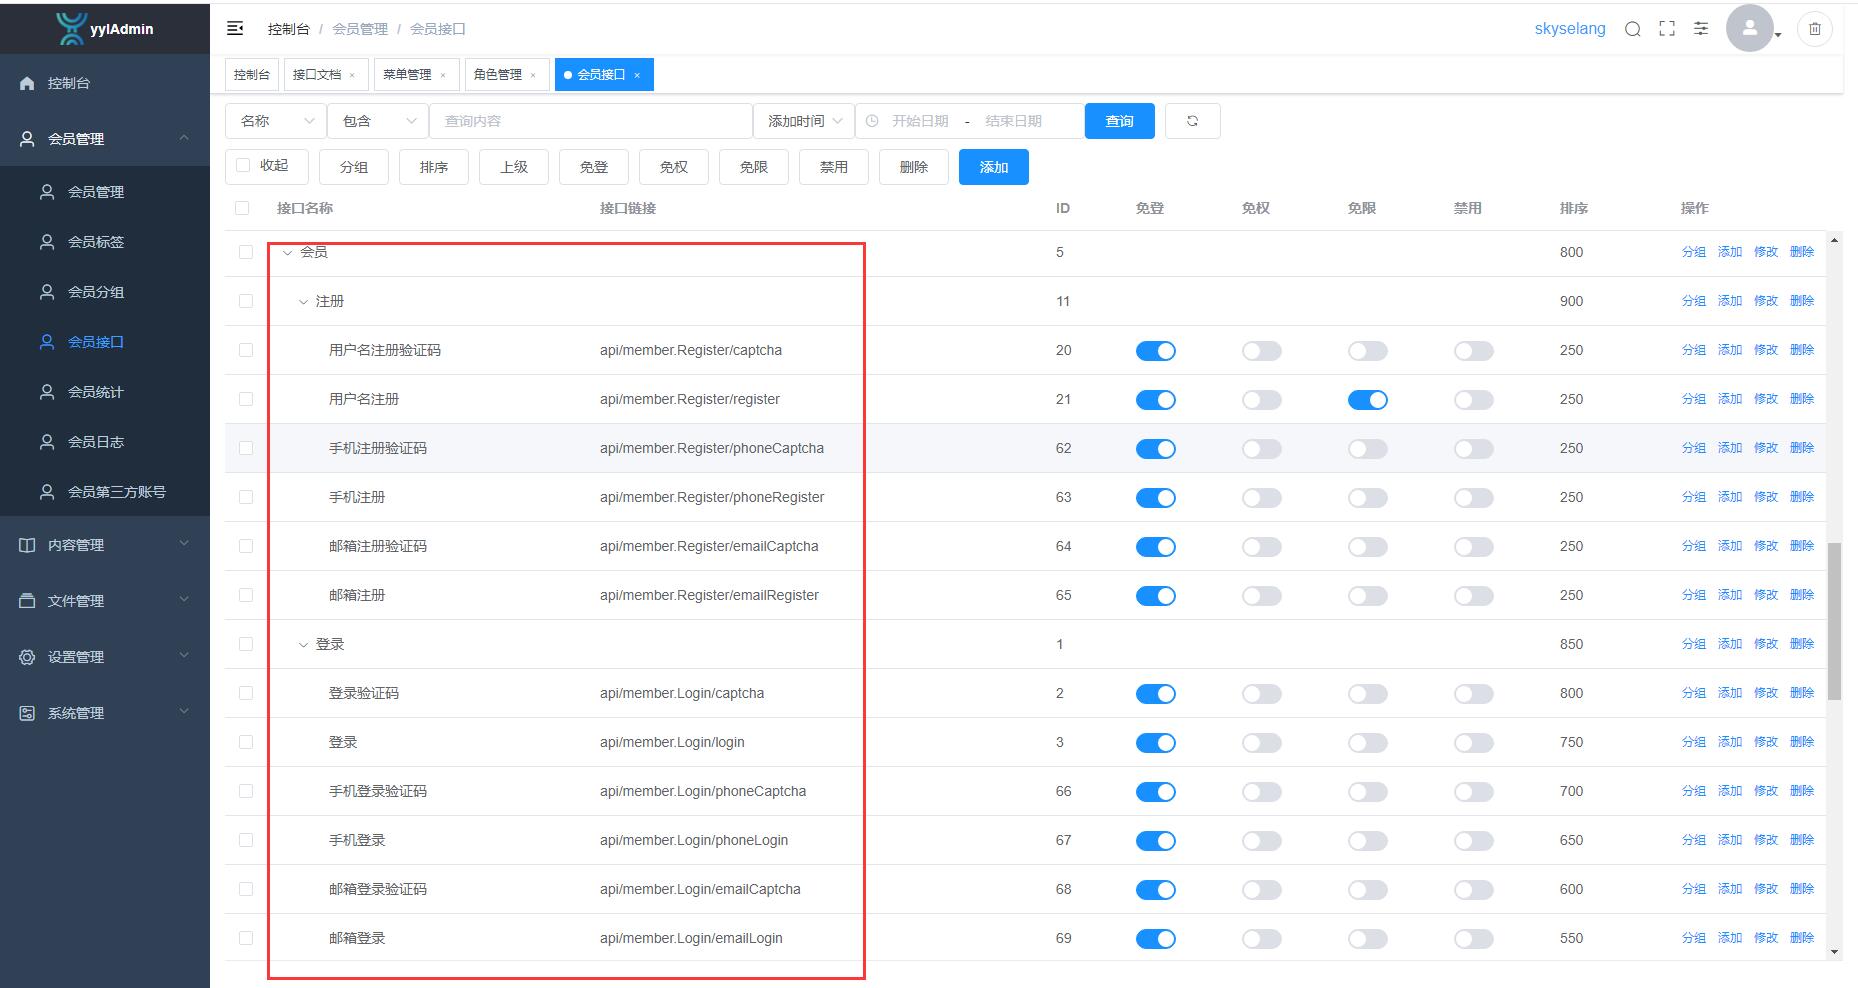 yylAdmin
控制台 / 会员管理 / 会员接口
skyselang
控制台
接口文档 ×
菜单管理 ×
角色管理 ×
会员接口 ×
控制台
会员管理
会员管理
会员标签
会员分组
会员接口
会员统计
会员日志
会员第三方账号
内容管理
文件管理
设置管理
系统管理
名称 包含 查询内容 添加时间 开始日期 - 结束日期 查询
收起 分组 排序 上级 免登 免权 免限 禁用 删除 添加
接口名称 接口链接 ID 免登 免权 免限 禁用 排序 操作
会员 5 800 分组 添加 修改 删除
注册 11 900 分组 添加 修改 删除
用户名注册验证码 api/member.Register/captcha 20 250 分组 添加 修改 删除
用户名注册 api/member.Register/register 21 250 分组 添加 修改 删除
手机注册验证码 api/member.Register/phoneCaptcha 62 250 分组 添加 修改 删除
手机注册 api/member.Register/phoneRegister 63 250 分组 添加 修改 删除
邮箱注册验证码 api/member.Register/emailCaptcha 64 250 分组 添加 修改 删除
邮箱注册 api/member.Register/emailRegister 65 250 分组 添加 修改 删除
登录 1 850 分组 添加 修改 删除
登录验证码 api/member.Login/captcha 2 800 分组 添加 修改 删除
登录 api/member.Login/login 3 750 分组 添加 修改 删除
手机登录验证码 api/member.Login/phoneCaptcha 66 700 分组 添加 修改 删除
手机登录 api/member.Login/phoneLogin 67 650 分组 添加 修改 删除
邮箱登录验证码 api/member.Login/emailCaptcha 68 600 分组 添加 修改 删除
邮箱登录 api/member.Login/emailLogin 69 550 分组 添加 修改 删除